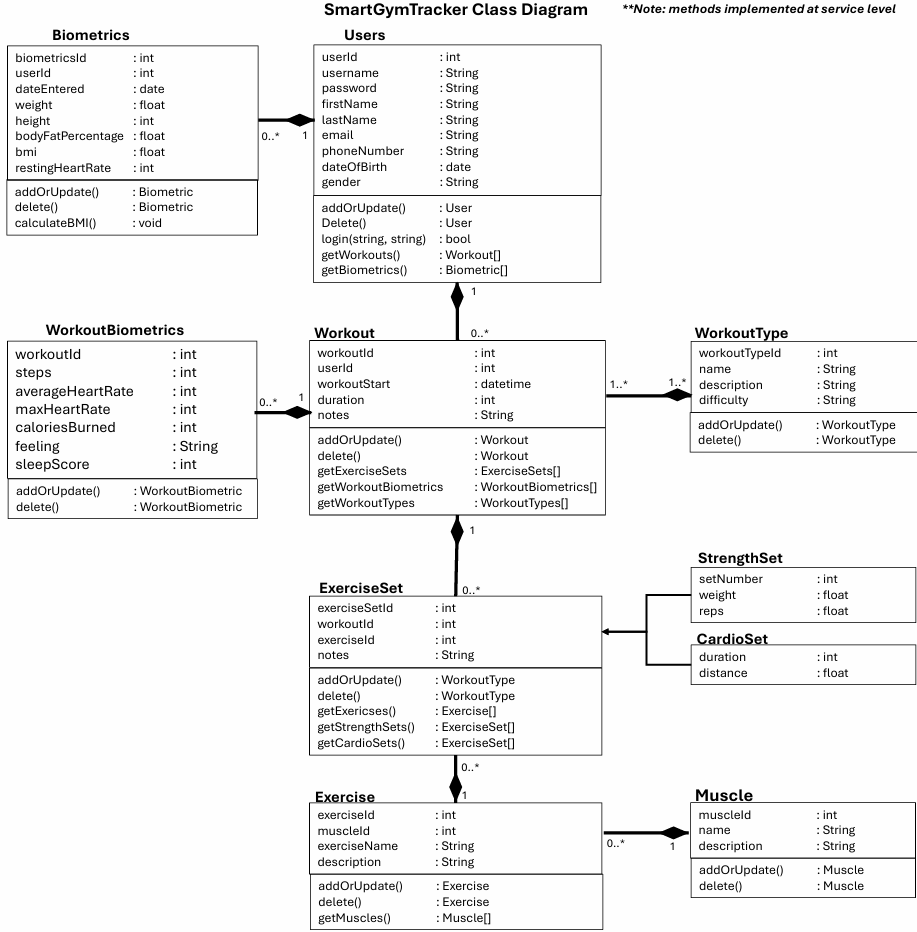 SmartGymTracker Class Diagram
**Note: methods implemented at service level
Biometrics
biometricsId : int
userId : int
dateEntered : date
weight : float
height : int
bodyFatPercentage : float
bmi : float
restingHeartRate : int
addOrUpdate() : Biometric
delete() : Biometric
calculateBMI() : void
0..* 1
Users
userId : int
username : String
password : String
firstName : String
lastName : String
email : String
phoneNumber : String
dateOfBirth : date
gender : String
addOrUpdate() : User
Delete() : User
login(string, string) : bool
getWorkouts() : Workout[]
getBiometrics() : Biometric[]
1
0..*
WorkoutBiometrics
workoutId : int
steps : int
averageHeartRate : int
maxHeartRate : int
caloriesBurned : int
feeling : String
sleepScore : int
addOrUpdate() : WorkoutBiometric
delete() : WorkoutBiometric
0..* 1
Workout
workoutId : int
userId : int
workoutStart : datetime
duration : int
notes : String
addOrUpdate() : Workout
delete() : Workout
getExerciseSets : ExerciseSets[]
getWorkoutBiometrics : WorkoutBiometrics[]
getWorkoutTypes : WorkoutTypes[]
1..* 1..*
WorkoutType
workoutTypeId : int
name : String
description : String
difficulty : String
addOrUpdate() : WorkoutType
delete() : WorkoutType
1
0..*
ExerciseSet
exerciseSetId : int
workoutId : int
exerciseId : int
notes : String
addOrUpdate() : WorkoutType
delete() : WorkoutType
getExericses() : Exercise[]
getStrengthSets() : ExerciseSet[]
getCardioSets() : ExerciseSet[]
StrengthSet
setNumber : int
weight : float
reps : float
CardioSet
duration : int
distance : float
0..*
1
Exercise
exerciseId : int
muscleId : int
exerciseName : String
description : String
addOrUpdate() : Exercise
delete() : Exercise
getMuscles() : Muscle[]
0..* 1
Muscle
muscleId : int
name : String
description : String
addOrUpdate() : Muscle
delete() : Muscle